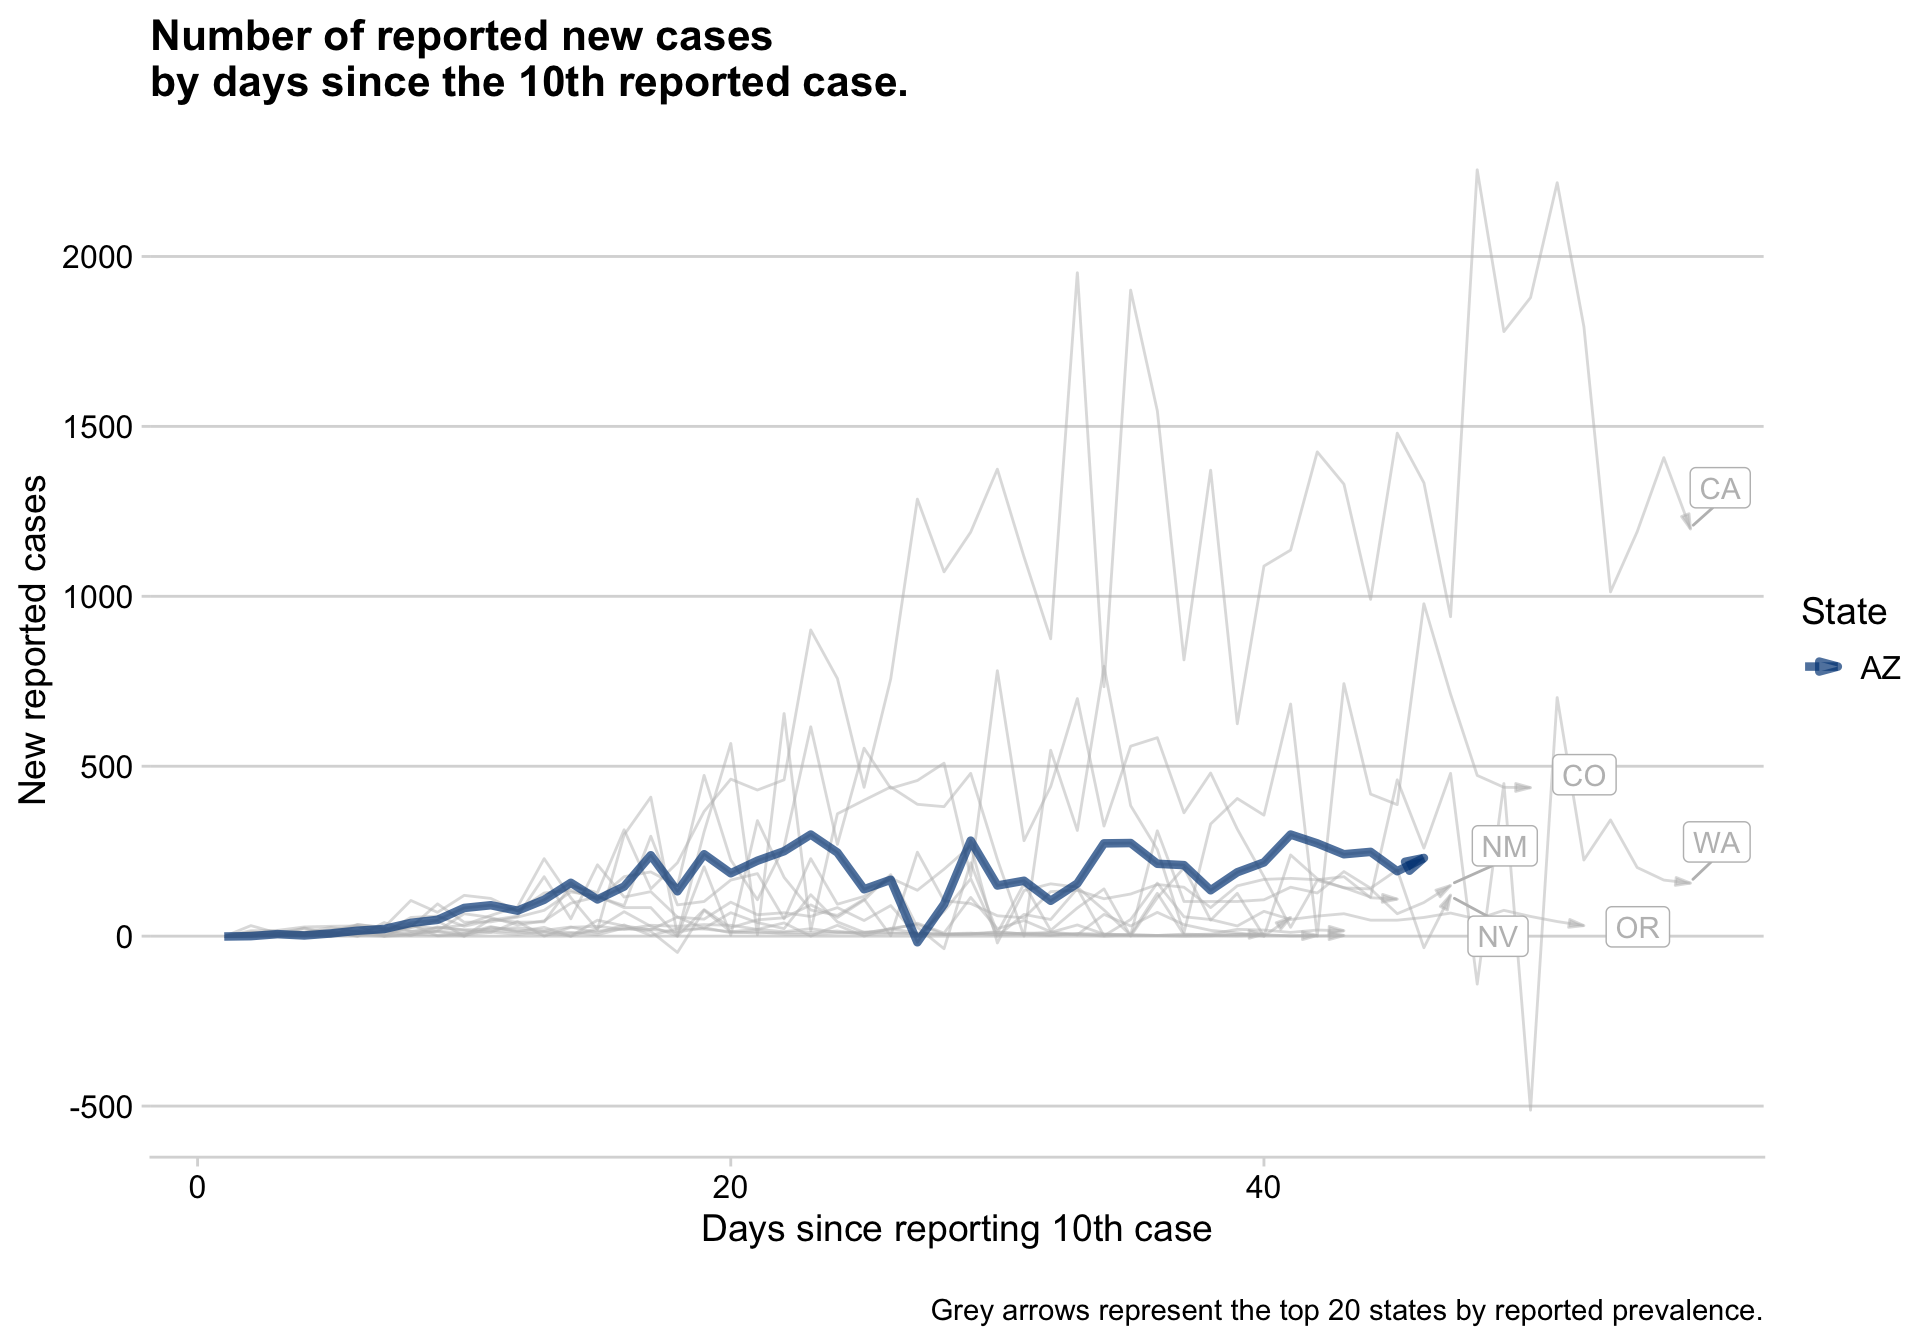 Number of reported new cases
by days since the 10th reported case.
New reported cases
2000
1500
1000
500
0
-500
0
20
40
Days since reporting 10th case
CA
CO
NM
WA
NV
OR
State
AZ
Grey arrows represent the top 20 states by reported prevalence.